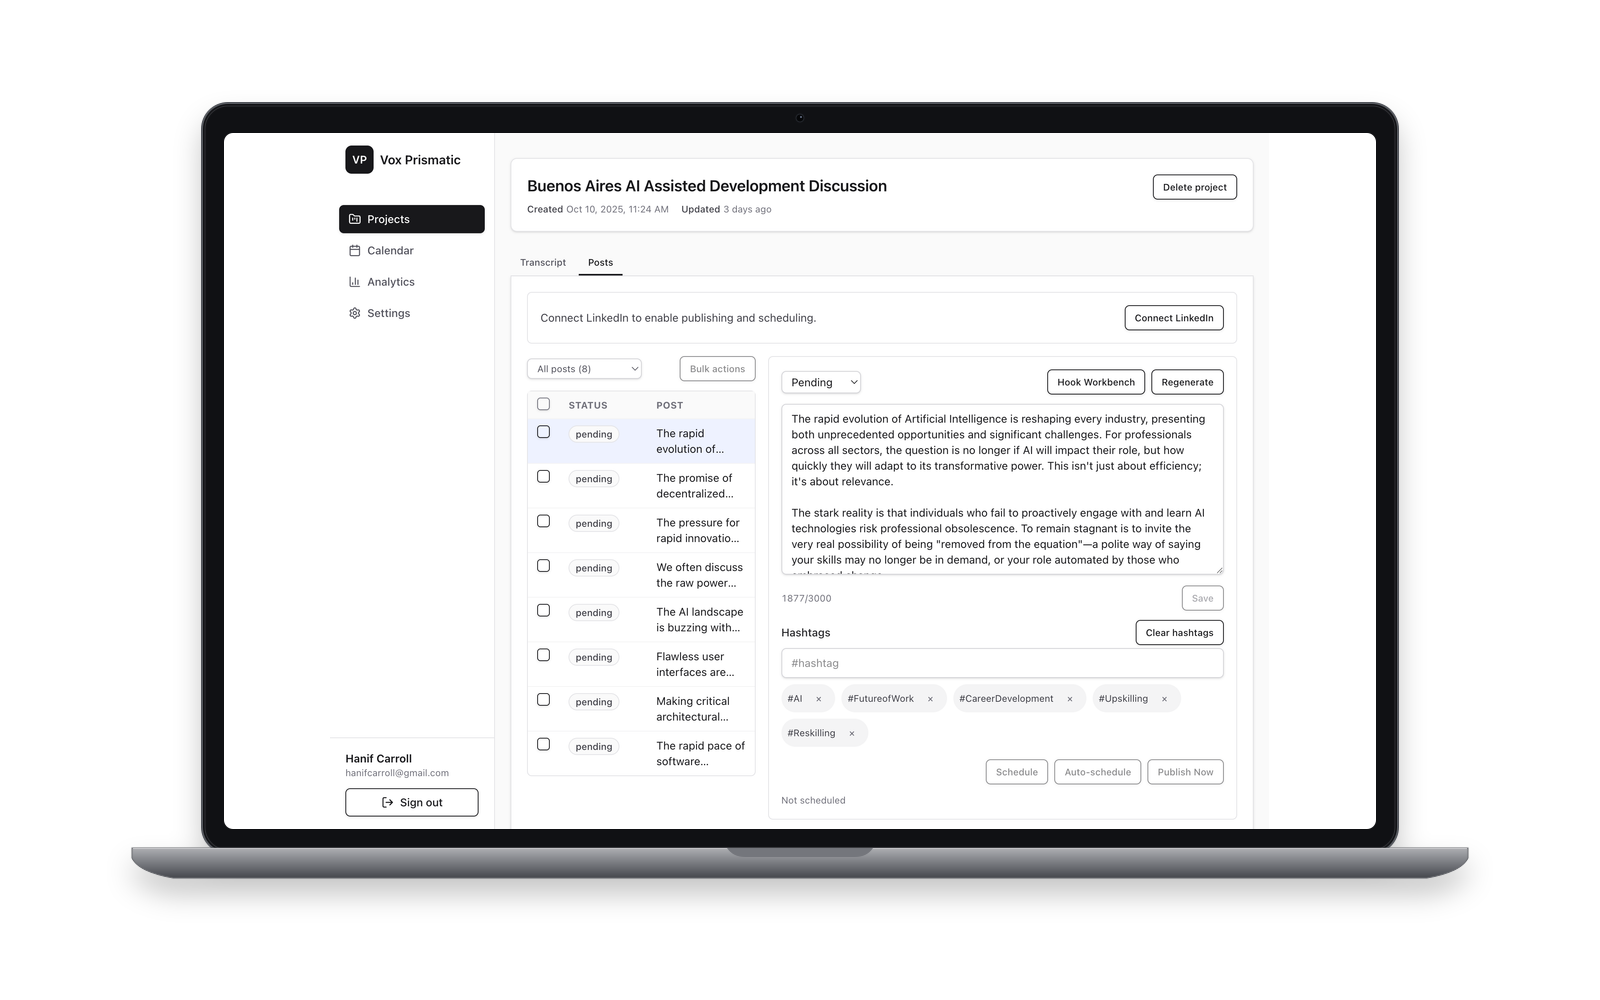 VP Vox Prismatic
Projects
Calendar
Analytics
Settings
Hanif Carroll
hanifcarroll@gmail.com
Sign out
Buenos Aires AI Assisted Development Discussion
Delete project
Created Oct 10, 2025, 11:24 AM Updated 3 days ago
Transcript Posts
Connect LinkedIn to enable publishing and scheduling.
Connect LinkedIn
All posts (8)
Bulk actions
STATUS POST
pending The rapid
evolution of...
pending The promise of
decentralized...
pending The pressure for
rapid innovatio...
pending We often discuss
the raw power...
pending The AI landscape
is buzzing with...
pending Flawless user
interfaces are...
pending Making critical
architectural...
pending The rapid pace of
software...
Pending
Hook Workbench
Regenerate
The rapid evolution of Artificial Intelligence is reshaping every industry, presenting
both unprecedented opportunities and significant challenges. For professionals
across all sectors, the question is no longer if AI will impact their role, but how
quickly they will adapt to its transformative power. This isn't just about efficiency;
it's about relevance.
The stark reality is that individuals who fail to proactively engage with and learn AI
technologies risk professional obsolescence. To remain stagnant is to invite the
very real possibility of being "removed from the equation"—a polite way of saying
your skills may no longer be in demand, or your role automated by those who
1877/3000
Save
Hashtags
Clear hashtags
#hashtag
#AI × #FutureofWork × #CareerDevelopment × #Upskilling ×
#Reskilling ×
Schedule Auto-schedule Publish Now
Not scheduled